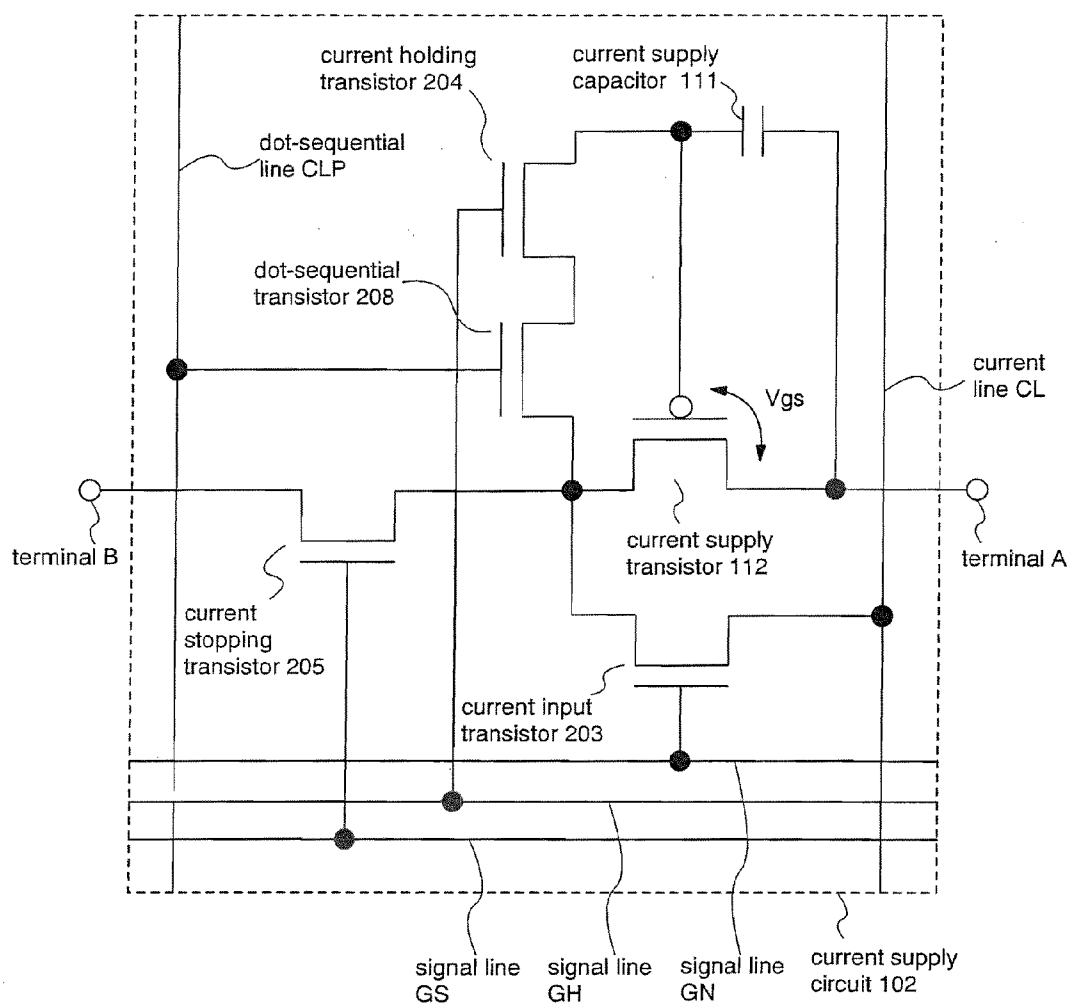 current holding
transistor 204
current supply
capacitor 111
dot-sequential
line CLP
dot-sequential
transistor 208
current
line CL
Vgs
terminal B
current supply
transistor 112
terminal A
current
stopping
transistor 205
current input
transistor 203
signal line
GS
signal line
GH
signal line
GN
current supply
circuit 102